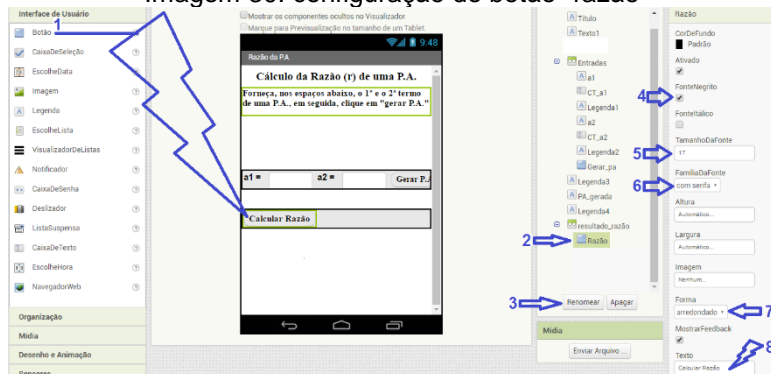 Imagem 30: configuração do botão "razão"
Interface de Usuário
1
Botão
CaixaDeSeleção
EscolheData
Imagem
Legenda
EscolheLista
VisualizadorDeListas
Notificador
CaixaDeSenha
Deslizador
ListaSuspensa
CaixaDeTexto
EscolheHora
NavegadorWeb
Organização
Mídia
Desenho e Animação
Sensores
Mostrar os componentes ocultos no Visualizador
Marque para Previsualização no tamanho de um Tablet.
9:48
Razão da PA
Cálculo da Razão (r) de uma P.A.
Forneça, nos espaços abaixo, o 1º e o 2º termo
de uma P.A., em seguida, clique em "gerar P.A."
a1 =
a2 =
Gerar P.A
Calcular Razão
Titulo
Texto1
Entradas
a1
CT_a1
Legenda1
a2
CT_a2
Legenda2
Gerar_pa
Legenda3
PA_gerada
Legenda4
resultado_razão
2
Razão
3
Renomear
Apagar
Mídia
Enviar Arquivo ...
Razão
CorDeFundo
Padrão
Ativado
FonteNegrito
4
FonteItálico
TamanhoDaFonte
5
17
FamíliaDaFonte
6
com serifa
Altura
Automático...
Largura
Automático...
Imagem
Nenhum...
Forma
arredondado
7
MostrarFeedback
8
Texto
Calcular Razão